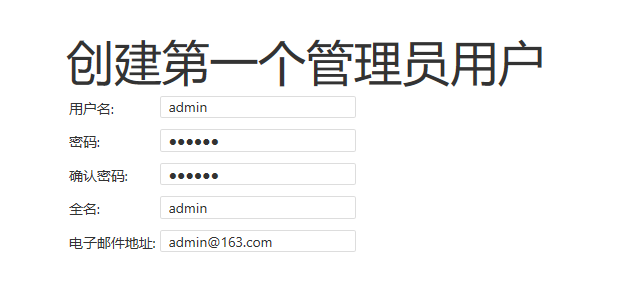 创建第一个管理员用户
用户名: admin
密码: ●●●●●●
确认密码: ●●●●●●
全名: admin
电子邮件地址: admin@163.com